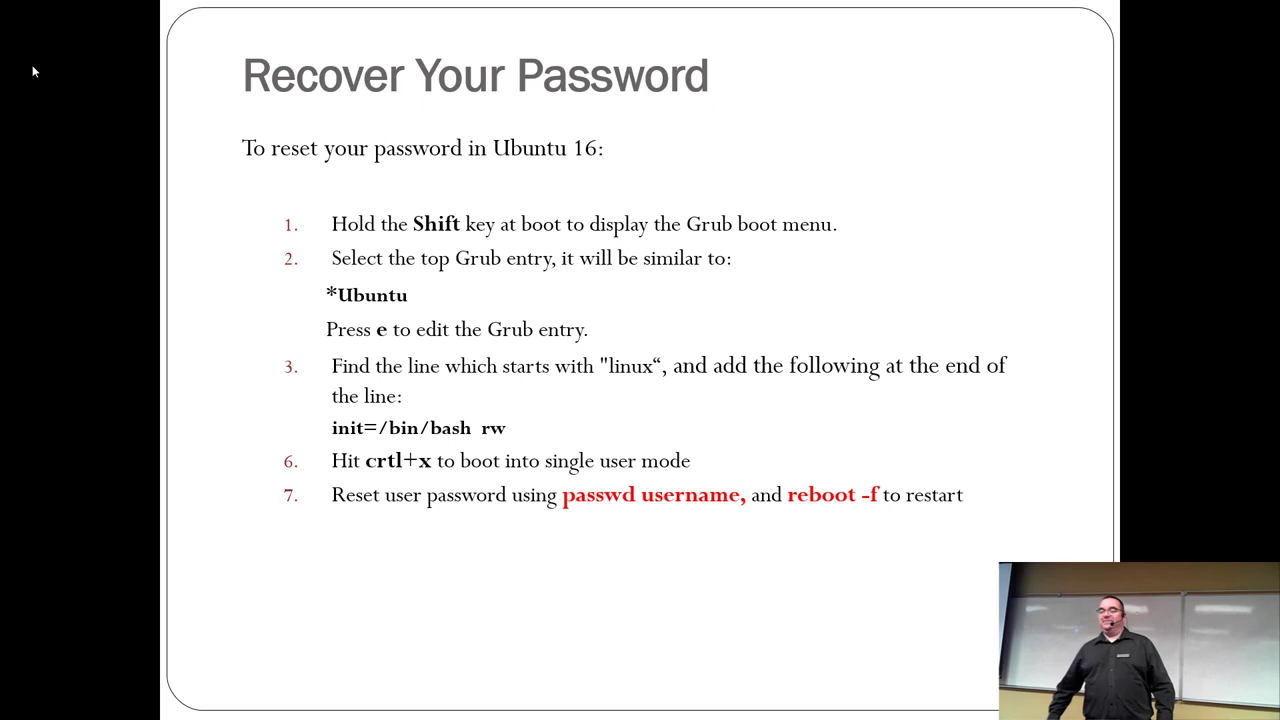 Recover Your Password
To reset your password in Ubuntu 16:
1. Hold the Shift key at boot to display the Grub boot menu.
2. Select the top Grub entry, it will be similar to:
*Ubuntu
Press e to edit the Grub entry.
3. Find the line which starts with "linux“, and add the following at the end of
the line:
init=/bin/bash rw
6. Hit crtl+x to boot into single user mode
7. Reset user password using passwd username, and reboot -f to restart